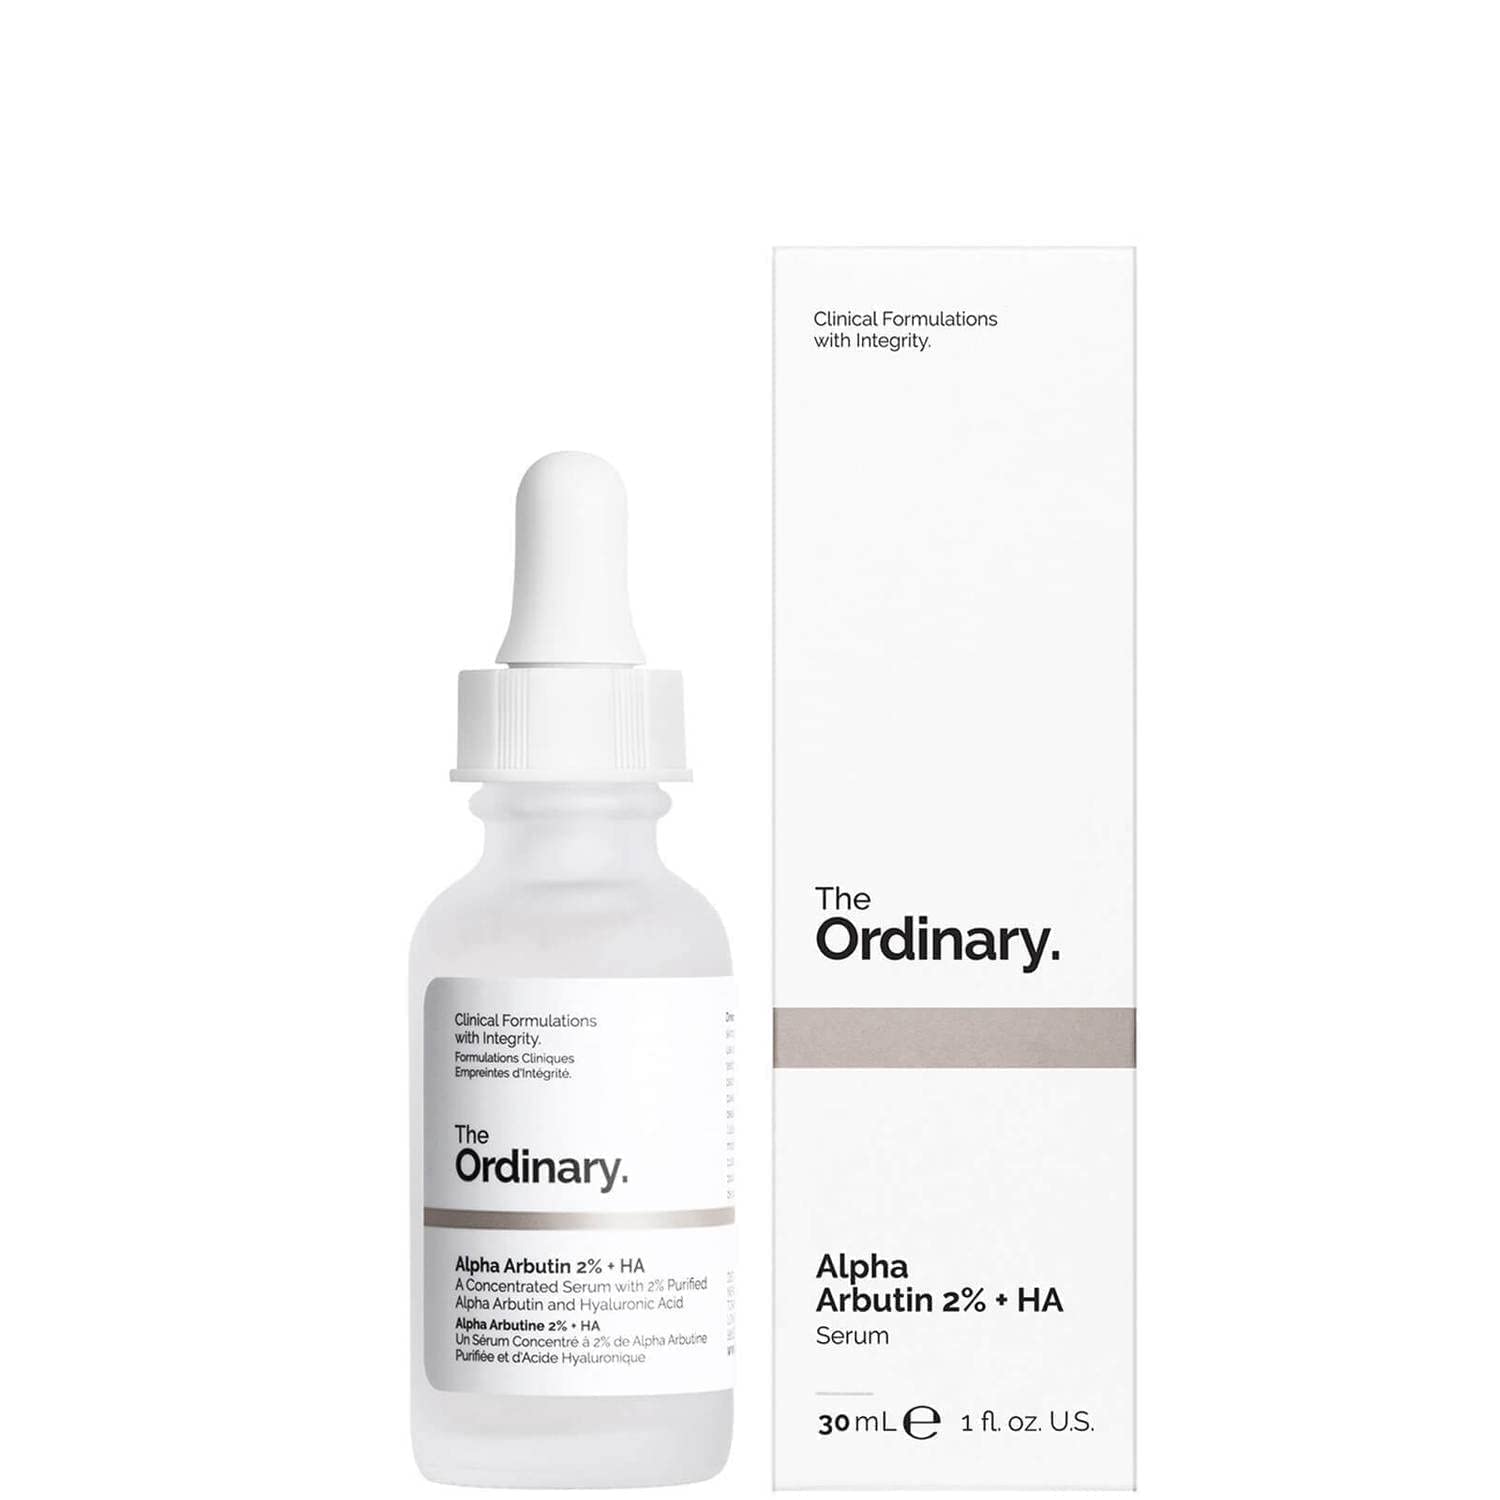 Clinical Formulations
with Integrity.
Formulations Cliniques
Empreintes d'Intégrité.
The
Ordinary.
Alpha Arbutin 2% + HA
A Concentrated Serum with 2% Purified
Alpha Arbutin and Hyaluronic Acid
Alpha Arbutine 2% + HA
Un Sérum Concentré à 2% de Alpha Arbutine
Purifiée et d'Acide Hyaluronique
Clinical Formulations
with Integrity.
The
Ordinary.
Alpha
Arbutin 2% + HA
Serum
30 mL ℮ 1 fl. oz. U.S.